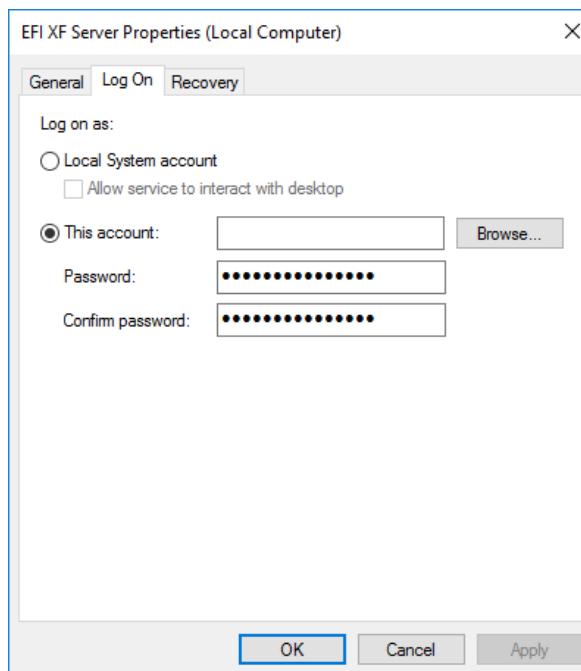 EFI XF Server Properties (Local Computer)
General Log On Recovery
Log on as:
Local System account
Allow service to interact with desktop
This account: Browse...
Password: •••••••••••••••
Confirm password: •••••••••••••••
OK Cancel Apply